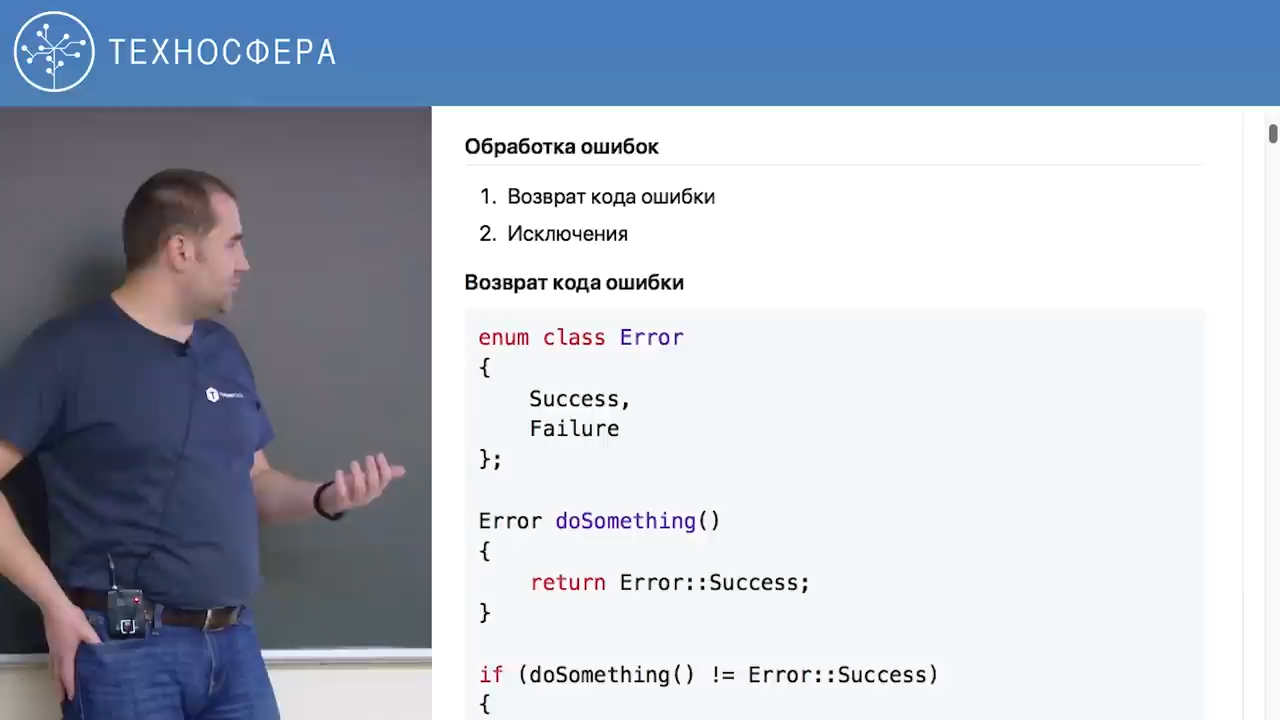 ТЕХНОСФЕРА
Обработка ошибок
1. Возврат кода ошибки
2. Исключения
Возврат кода ошибки
enum class Error
{
    Success,
    Failure
};
Error doSomething()
{
    return Error::Success;
}
if (doSomething() != Error::Success)
{